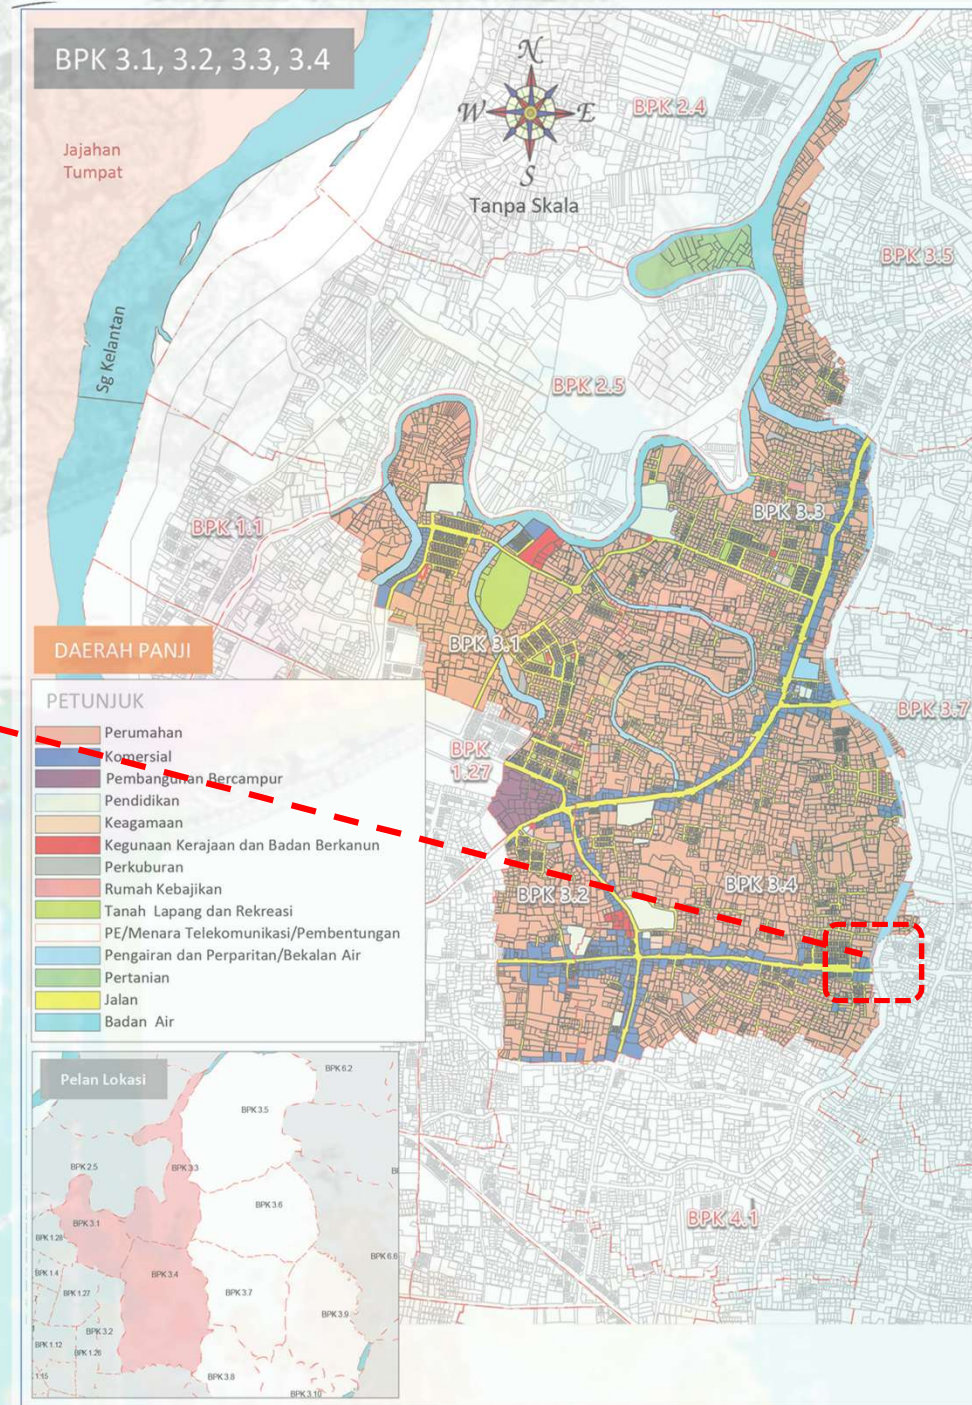 BPK 3.1, 3.2, 3.3, 3.4
N
W
E
S
Tanpa Skala
Jajahan
Tumpat
Sg Kelantan
BPK 2.4
BPK 3.5
BPK 2.5
BPK 1.1
BPK 3.3
BPK 3.1
BPK 3.7
BPK
1.27
BPK 3.2
BPK 3.4
BPK 4.1
DAERAH PANJI
PETUNJUK
Perumahan
Komersial
Pembangunan Bercampur
Pendidikan
Keagamaan
Kegunaan Kerajaan dan Badan Berkanun
Perkuburan
Rumah Kebajikan
Tanah Lapang dan Rekreasi
PE/Menara Telekomunikasi/Pembentungan
Pengairan dan Perparitan/Bekalan Air
Pertanian
Jalan
Badan Air
Pelan Lokasi
BPK 6.2
BPK 3.5
BPK 2.5
BPK 3.3
BPK 3.6
BPK 3.1
BPK 1.28
BPK 6.6
BPK 1.4
BPK 3.4
BPK 1.27
BPK 3.7
BPK 3.9
BPK 3.2
BPK 1.12
BPK 1.26
1.15
BPK 3.8
BPK 3.10